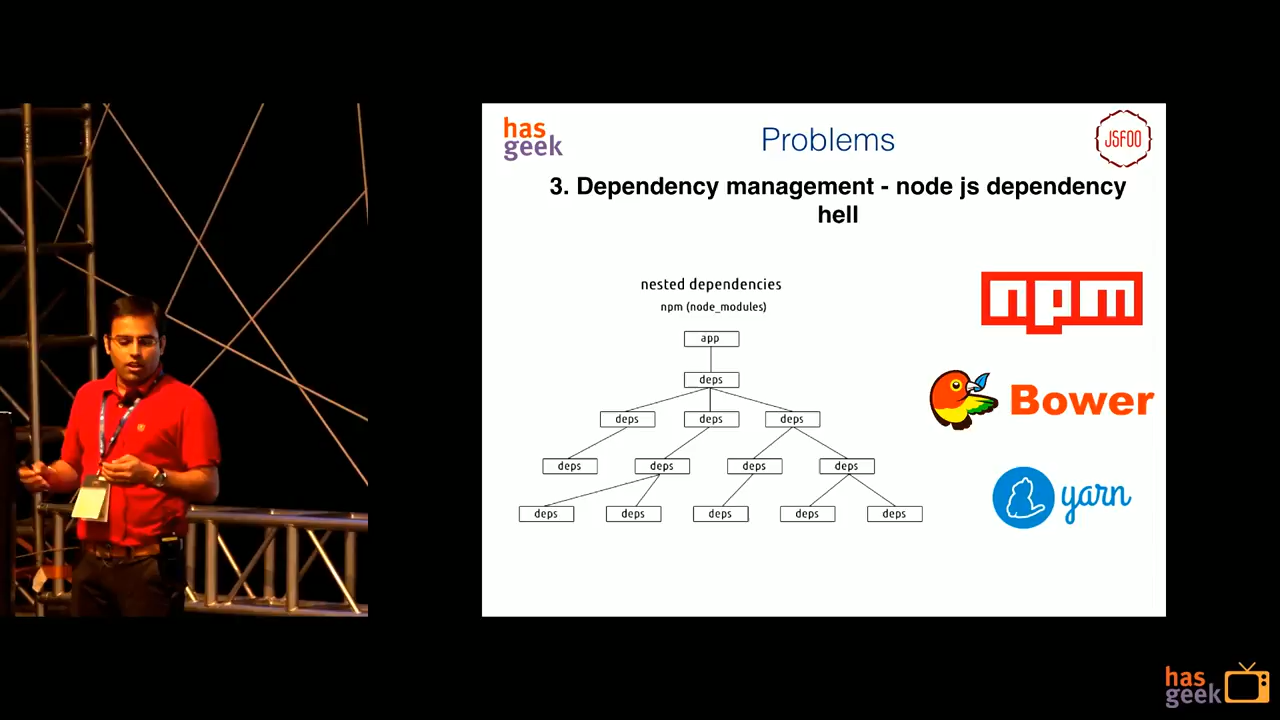 has
geek
Problems
JSFOO
3. Dependency management - node js dependency
hell
nested dependencies
npm (node_modules)
app
deps
deps deps deps
deps deps deps deps
deps deps deps deps deps
npm
Bower
yarn
has
geek